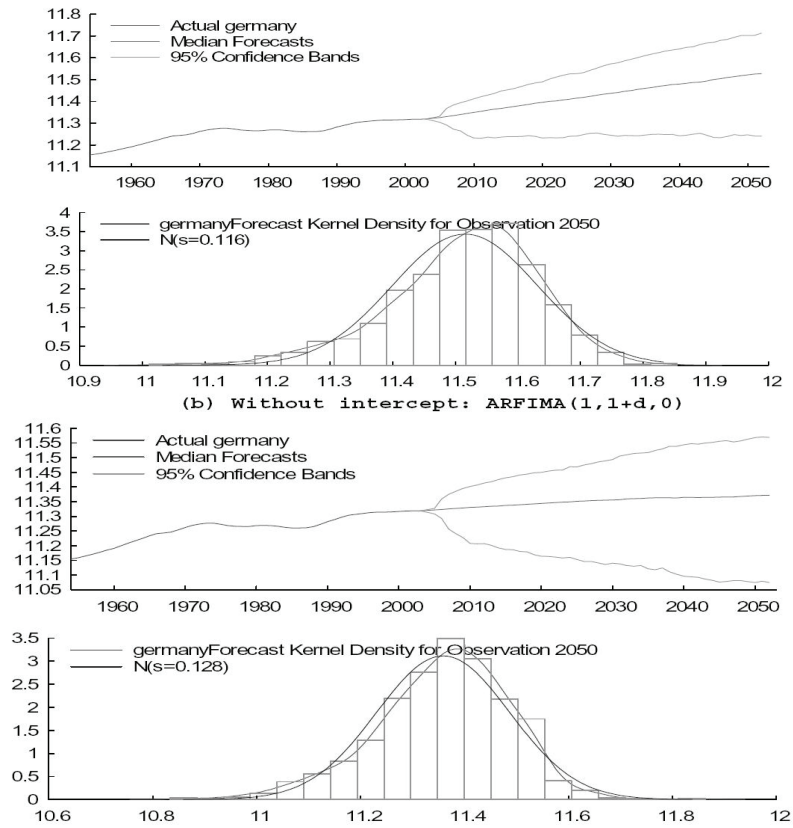 11.8
11.7
11.6
11.5
11.4
11.3
11.2
11.1
Actual germany
Median Forecasts
95% Confidence Bands
1960 1970 1980 1990 2000 2010 2020 2030 2040 2050
4
3.5
3
2.5
2
1.5
1
0.5
0
germanyForecast Kernel Density for Observation 2050
N(s=0.116)
10.9 11 11.1 11.2 11.3 11.4 11.5 11.6 11.7 11.8 11.9 12
(b) Without intercept: ARFIMA(1,1+d,0)
11.6
11.55
11.5
11.45
11.4
11.35
11.3
11.25
11.2
11.15
11.1
11.05
Actual germany
Median Forecasts
95% Confidence Bands
1960 1970 1980 1990 2000 2010 2020 2030 2040 2050
3.5
3
2.5
2
1.5
1
0.5
0
germanyForecast Kernel Density for Observation 2050
N(s=0.128)
10.6 10.8 11 11.2 11.4 11.6 11.8 12